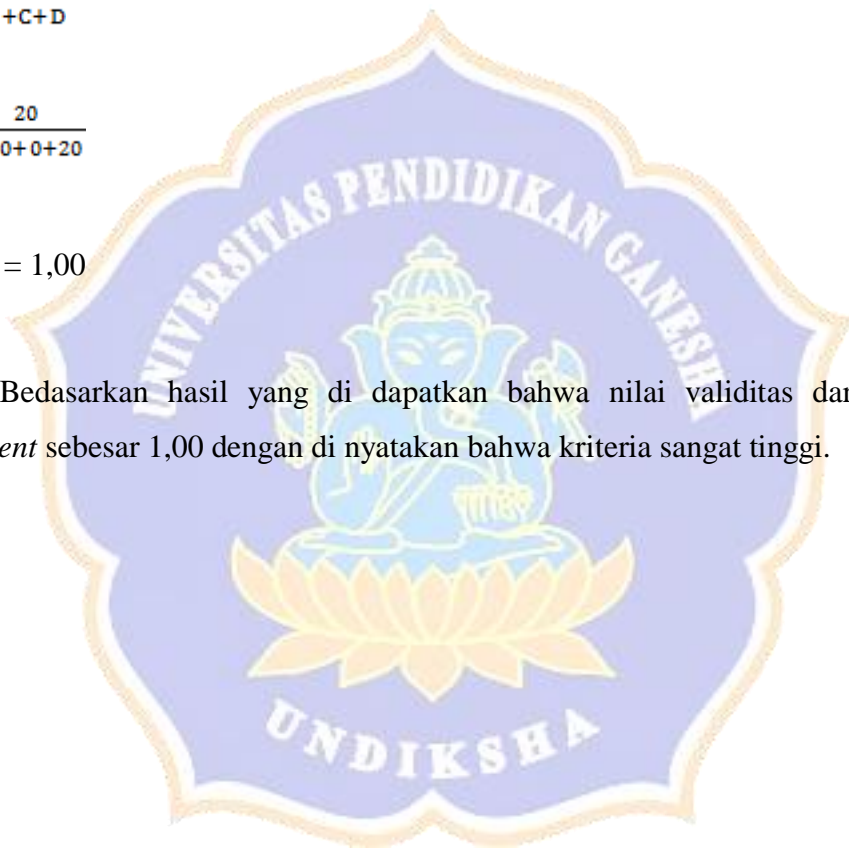 +C+D
20
0+0+20
= 1,00
UNIVERSITAS PENDIDIKAN GANESHA
Bedasarkan hasil yang di dapatkan bahwa nilai validitas dar
ent sebesar 1,00 dengan di nyatakan bahwa kriteria sangat tinggi.
UNDIKSHA